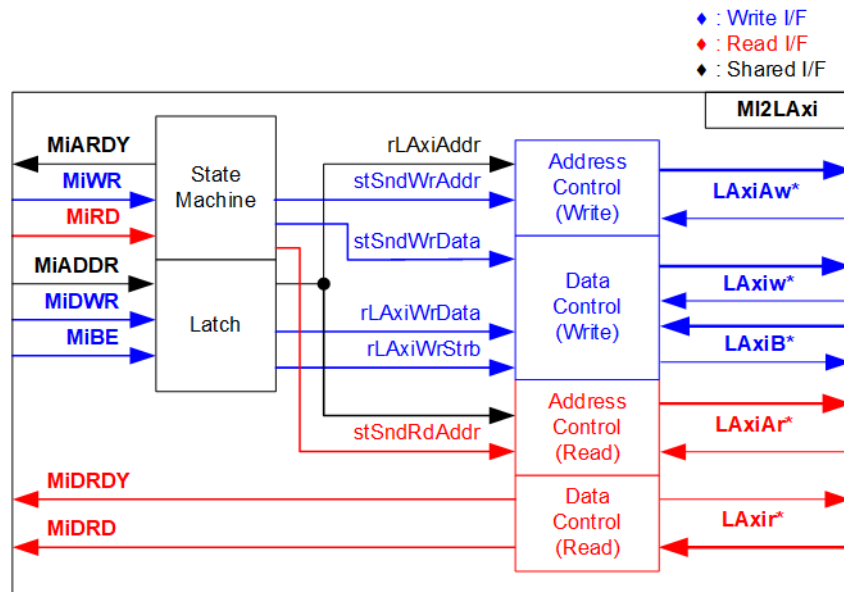 ♦ : Write I/F
♦ : Read I/F
♦ : Shared I/F
MI2LAxi
MiARDY
MiWR
MiRD
MiADDR
MiDWR
MiBE
State
Machine
Latch
rLAxiAddr
stSndWrAddr
stSndWrData
rLAxiWrData
rLAxiWrStrb
stSndRdAddr
Address
Control
(Write)
Data
Control
(Write)
Address
Control
(Read)
Data
Control
(Read)
LAxiAw*
LAxiw*
LAxiB*
LAxiAr*
LAxir*
MiDRDY
MiDRD